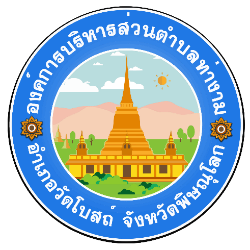 องค์การบริหารส่วนตำบลท่างาม
อำเภอวัดโบสถ์ จังหวัดพิษณุโลก